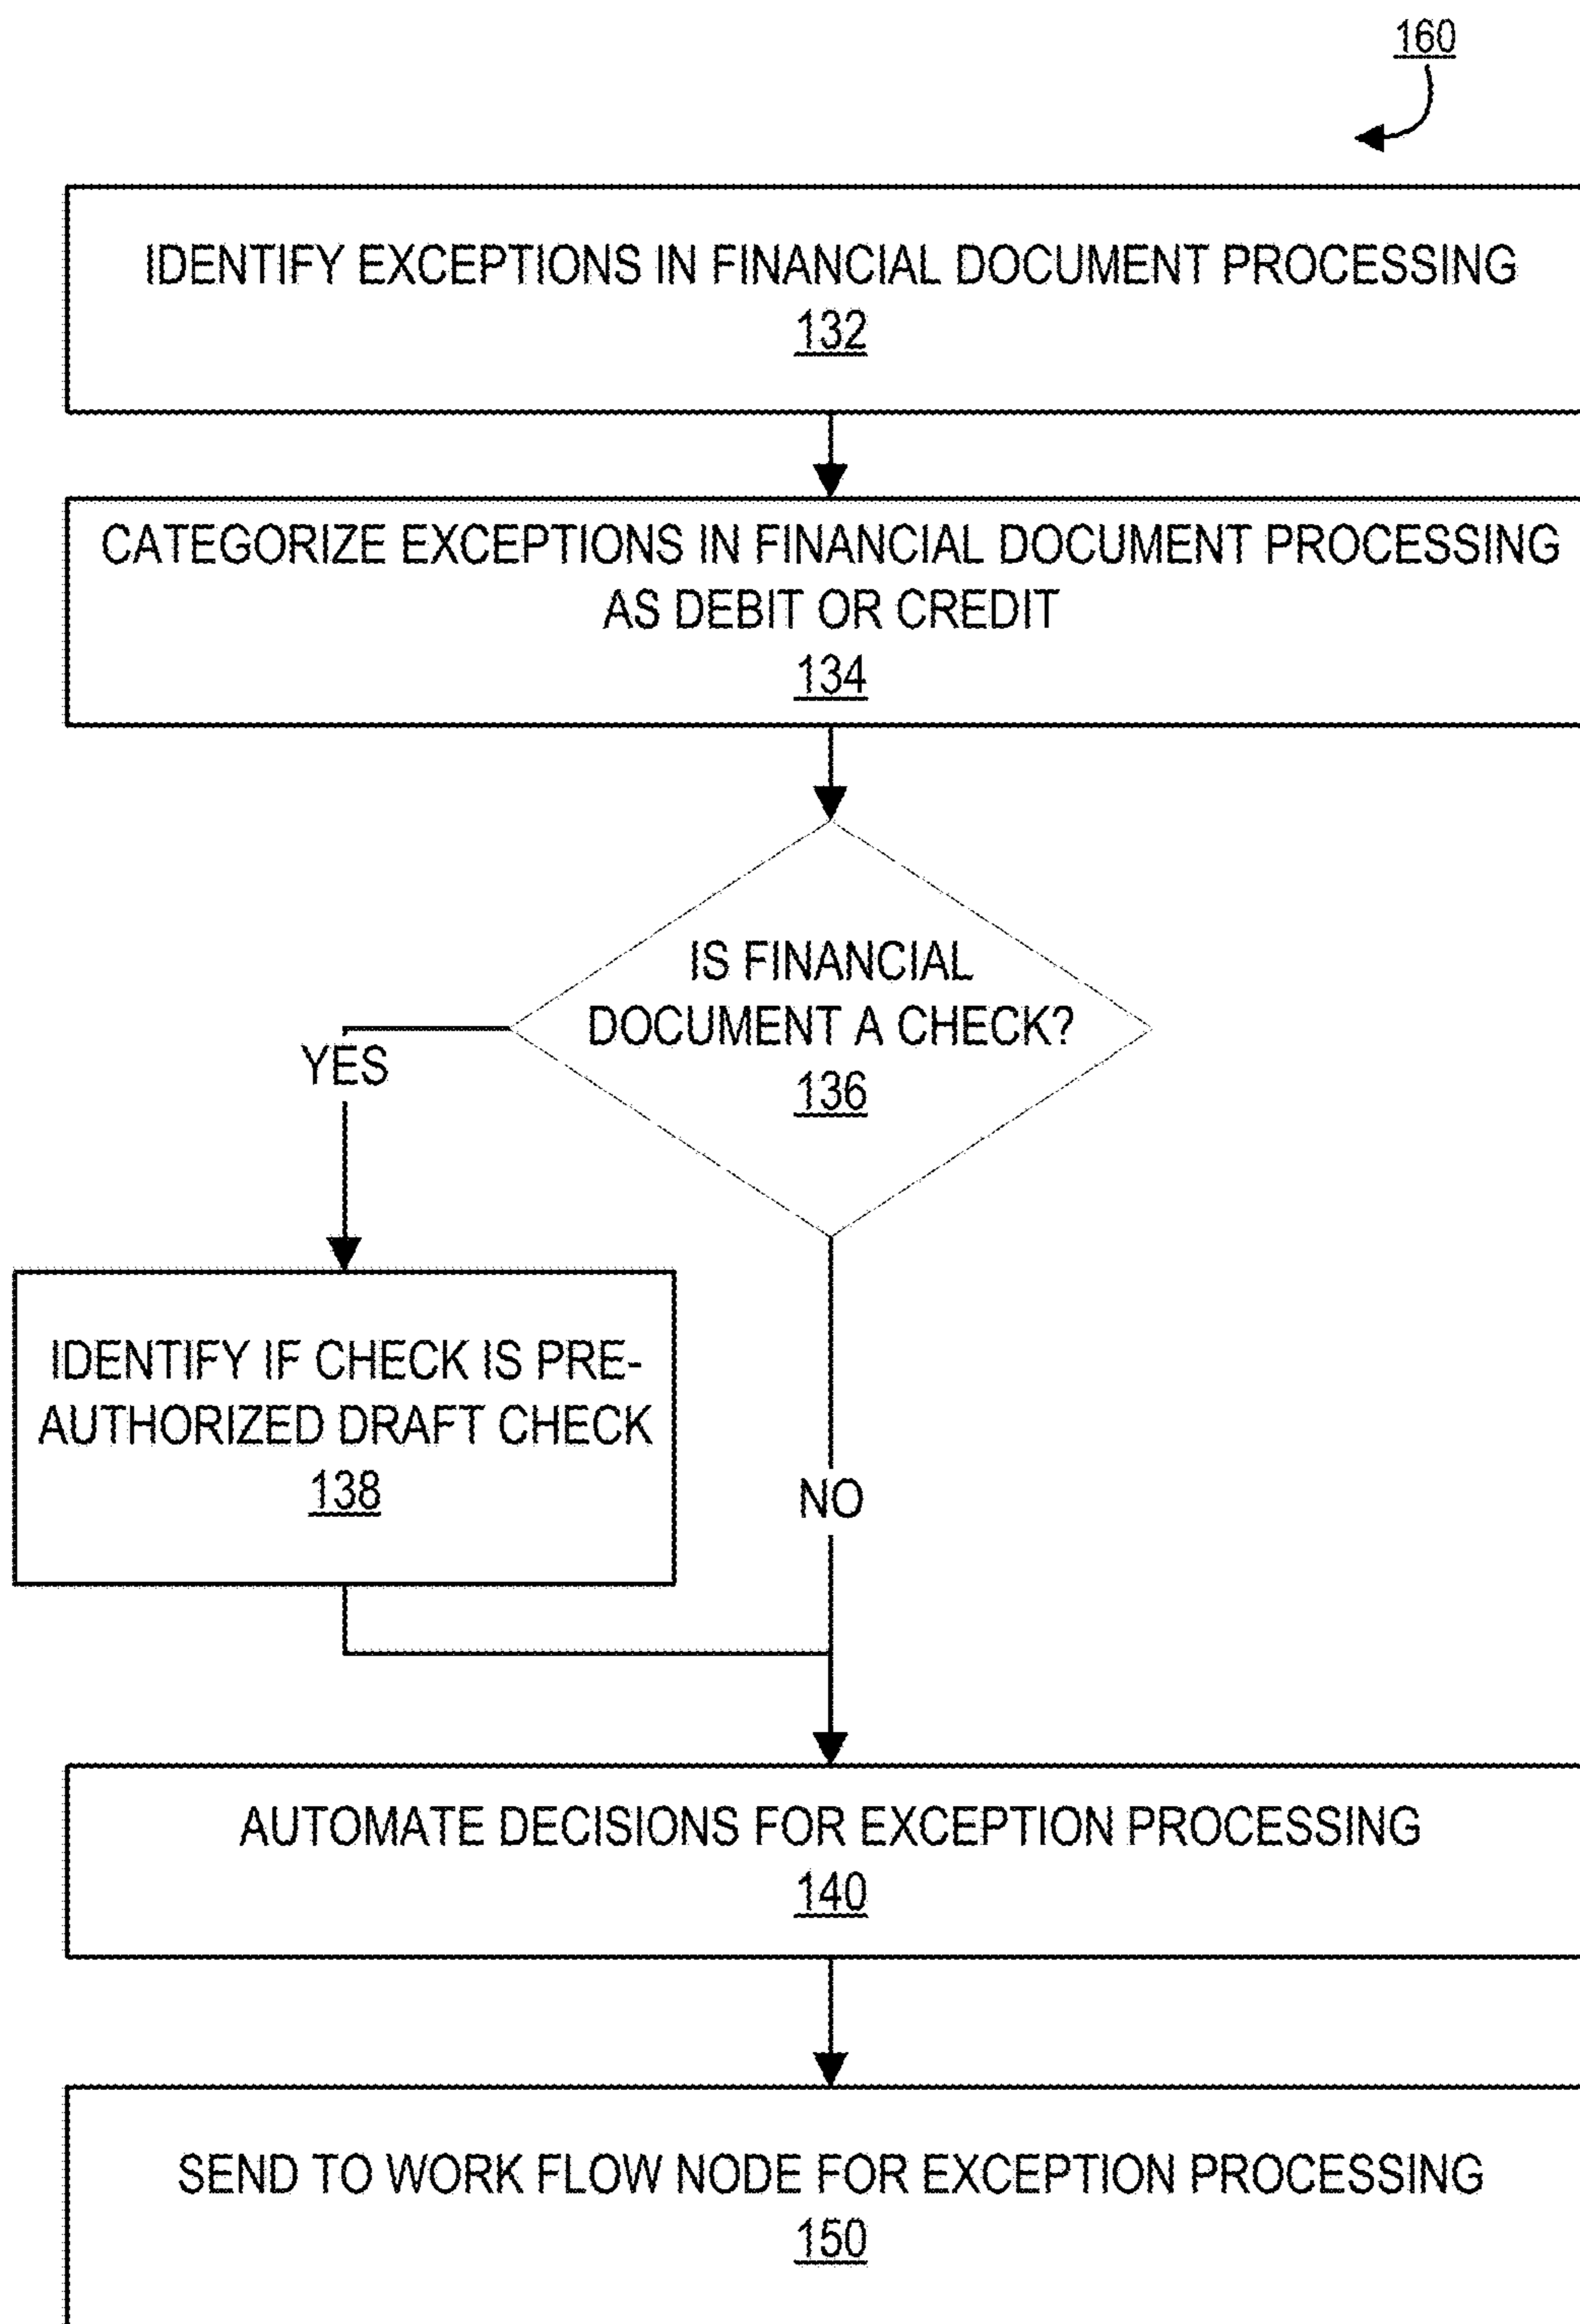 160
IDENTIFY EXCEPTIONS IN FINANCIAL DOCUMENT PROCESSING
132
CATEGORIZE EXCEPTIONS IN FINANCIAL DOCUMENT PROCESSING
AS DEBIT OR CREDIT
134
IS FINANCIAL
DOCUMENT A CHECK?
136
YES
IDENTIFY IF CHECK IS PRE-
AUTHORIZED DRAFT CHECK
138
NO
AUTOMATE DECISIONS FOR EXCEPTION PROCESSING
140
SEND TO WORK FLOW NODE FOR EXCEPTION PROCESSING
150